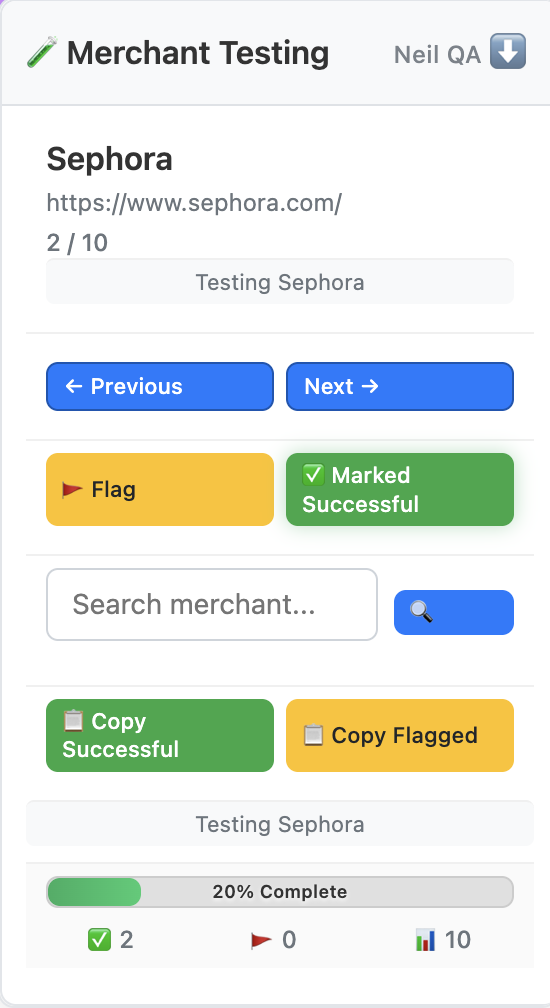 Merchant Testing
Neil QA
Sephora
https://www.sephora.com/
2 / 10
Testing Sephora
← Previous
Next →
Flag
Marked
Successful
Search merchant...
Copy
Successful
Copy Flagged
Testing Sephora
20% Complete
2
0
10